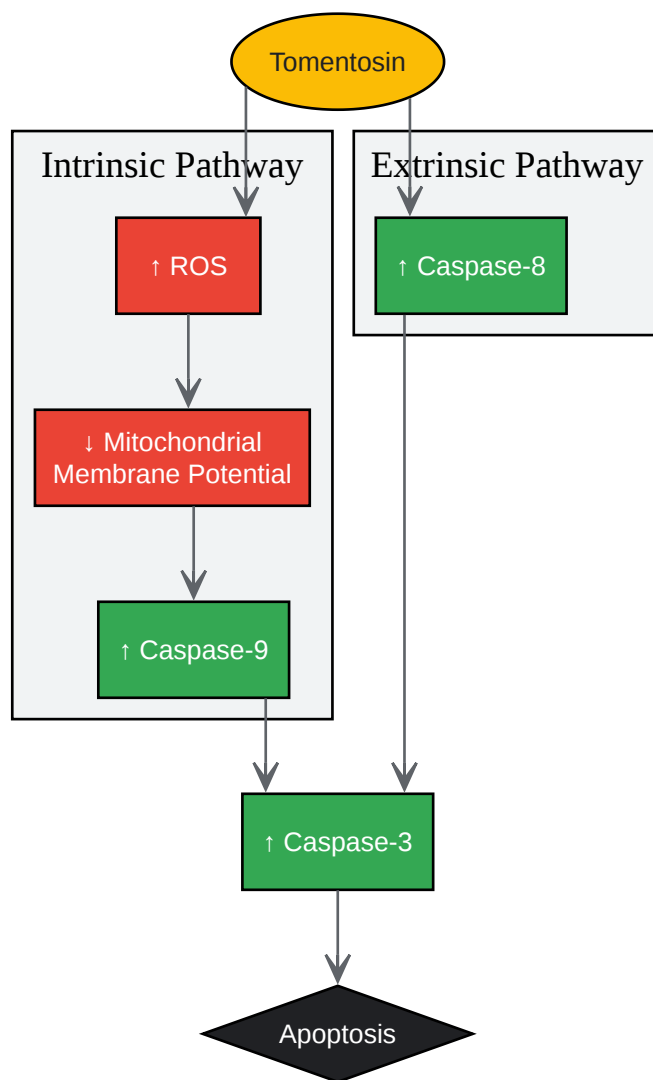 Tomentosin
Intrinsic Pathway
Extrinsic Pathway
↑ ROS
↑ Caspase-8
↓ Mitochondrial
Membrane Potential
↑ Caspase-9
↑ Caspase-3
Apoptosis